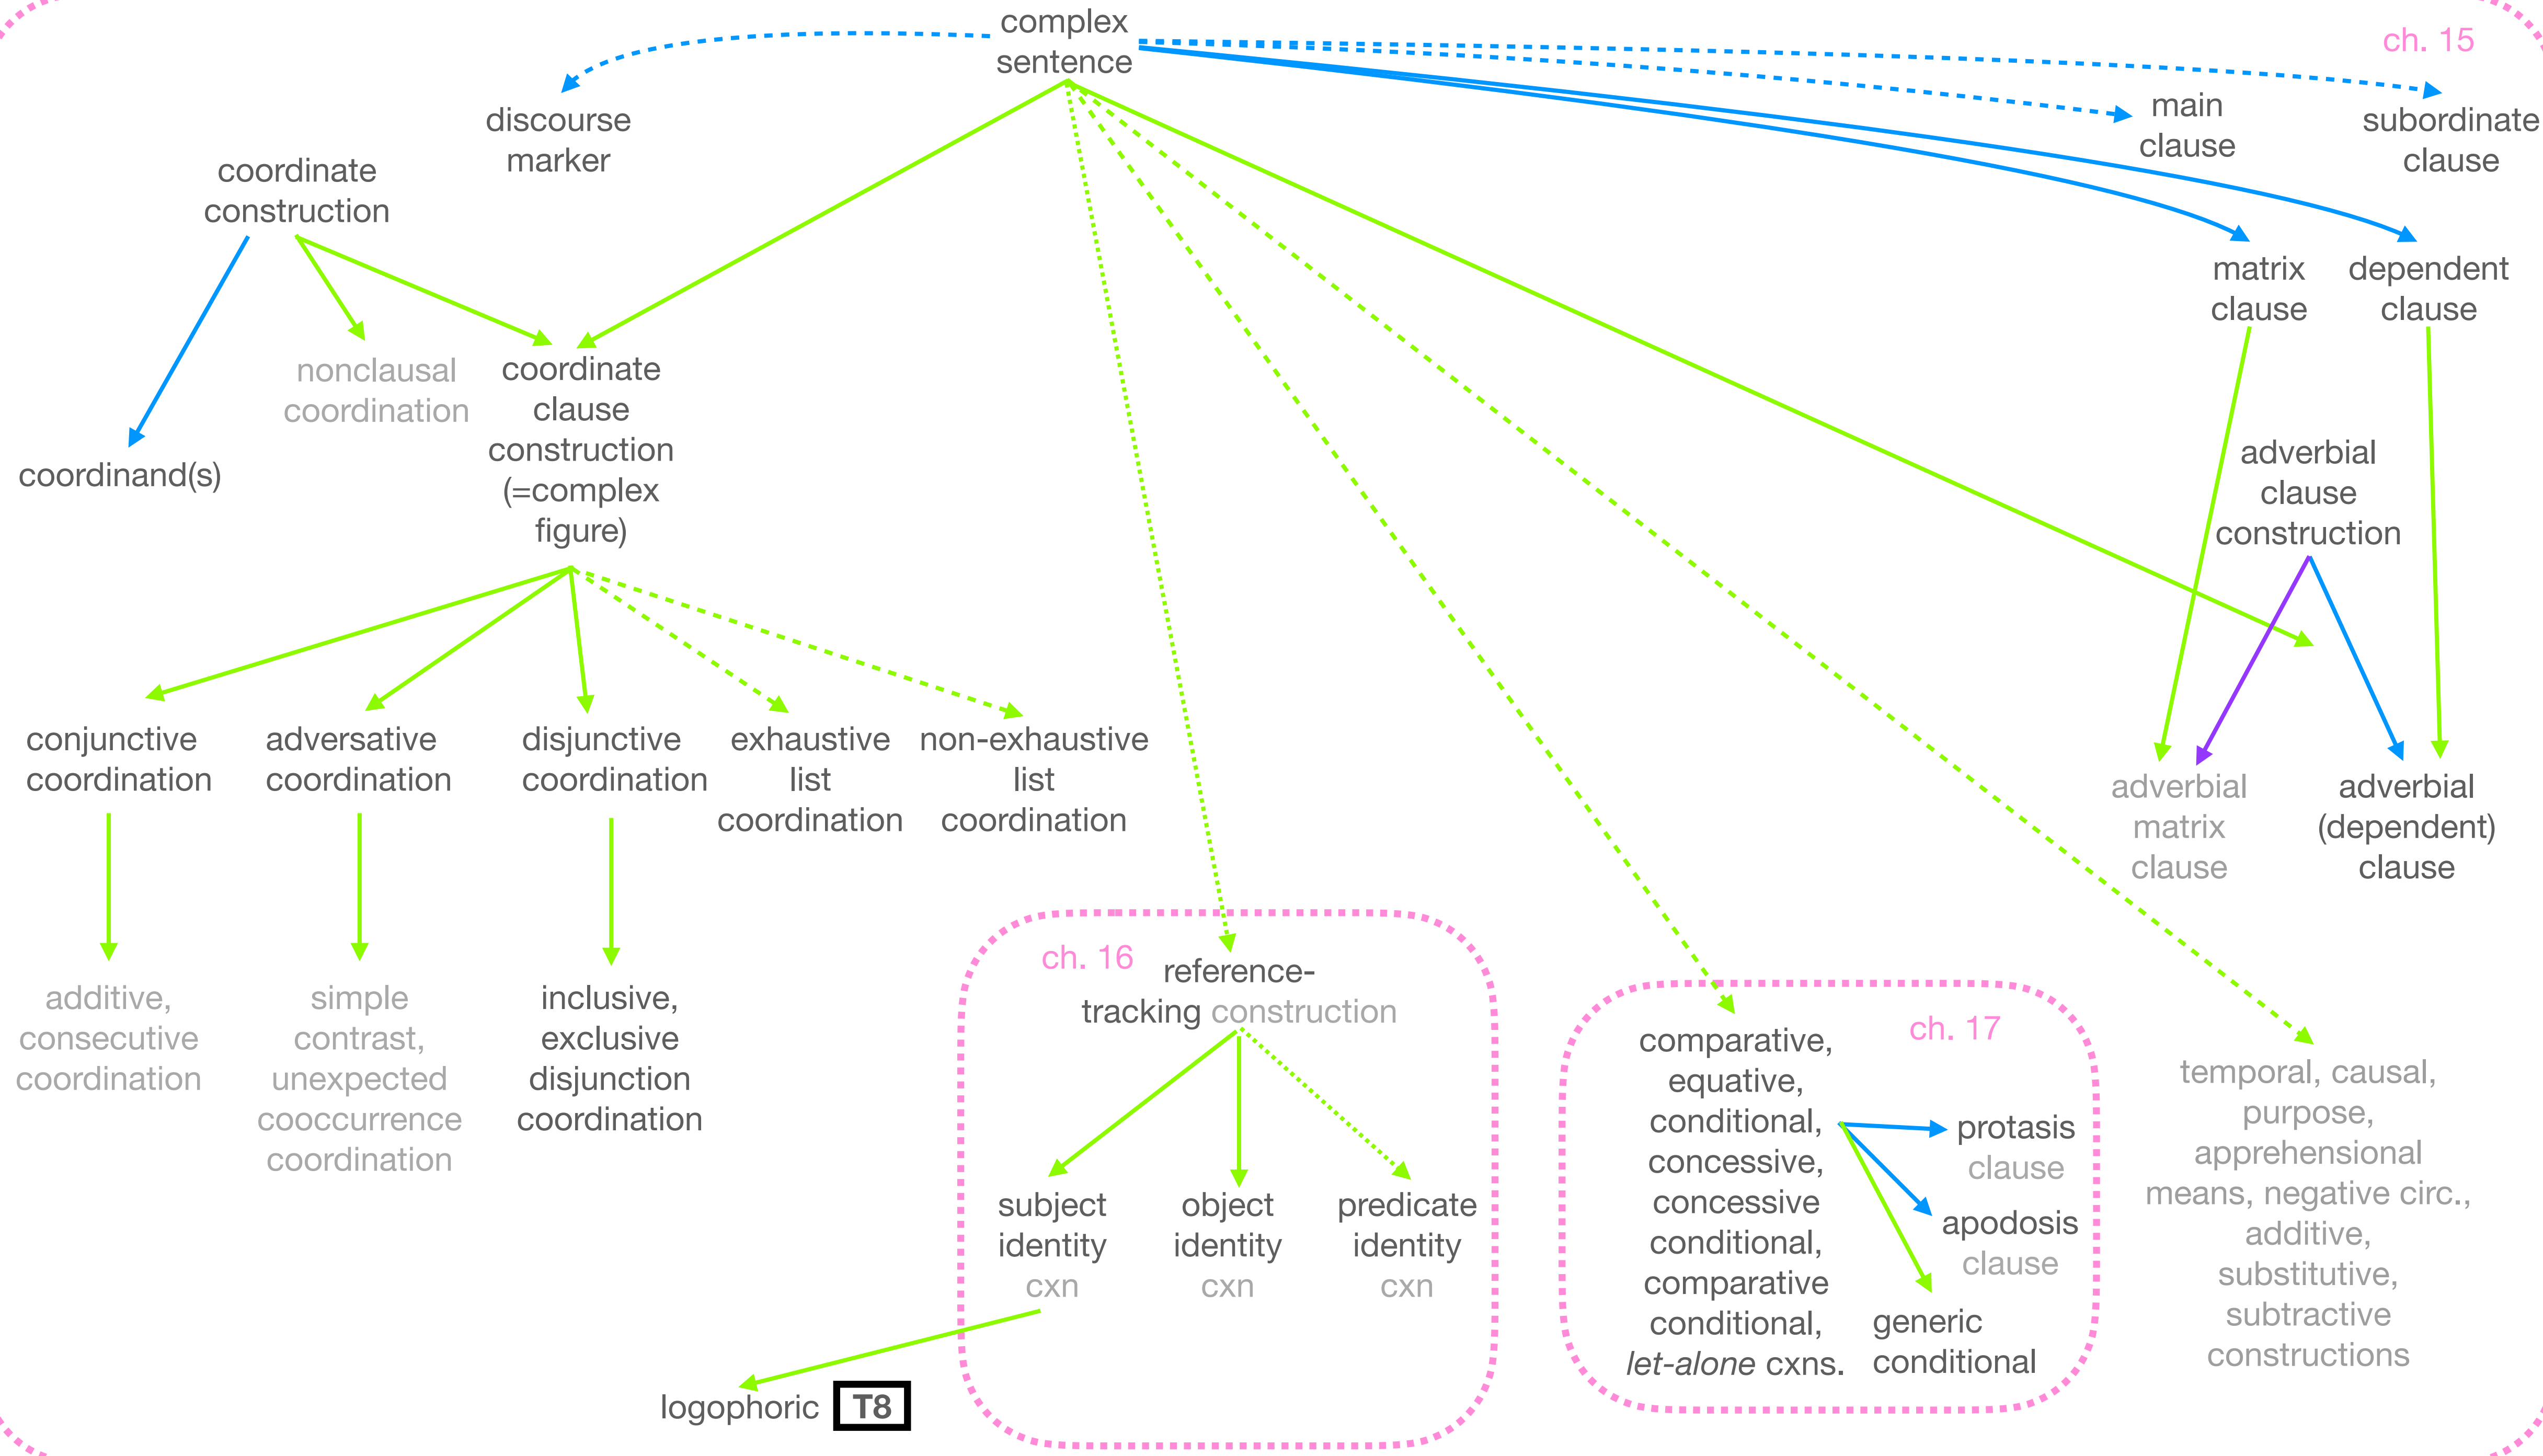 complex
sentence
ch. 15
discourse
marker
main
clause
subordinate
clause
coordinate
construction
matrix
clause
dependent
clause
nonclausal
coordination
coordinate
clause
construction
(=complex
figure)
coordinand(s)
adverbial
clause
construction
conjunctive
coordination
adversative
coordination
disjunctive
coordination
exhaustive
list
coordination
non-exhaustive
list
coordination
adverbial
matrix
clause
adverbial
(dependent)
clause
additive,
consecutive
coordination
simple
contrast,
unexpected
cooccurrence
coordination
inclusive,
exclusive
disjunction
coordination
ch. 16
reference-
tracking construction
subject
identity
cxn
object
identity
cxn
predicate
identity
cxn
logophoric
T8
ch. 17
comparative,
equative,
conditional,
concessive,
concessive
conditional,
comparative
conditional,
let-alone cxns.
protasis
clause
apodosis
clause
generic
conditional
temporal, causal,
purpose,
apprehensional
means, negative circ.,
additive,
substitutive,
subtractive
constructions